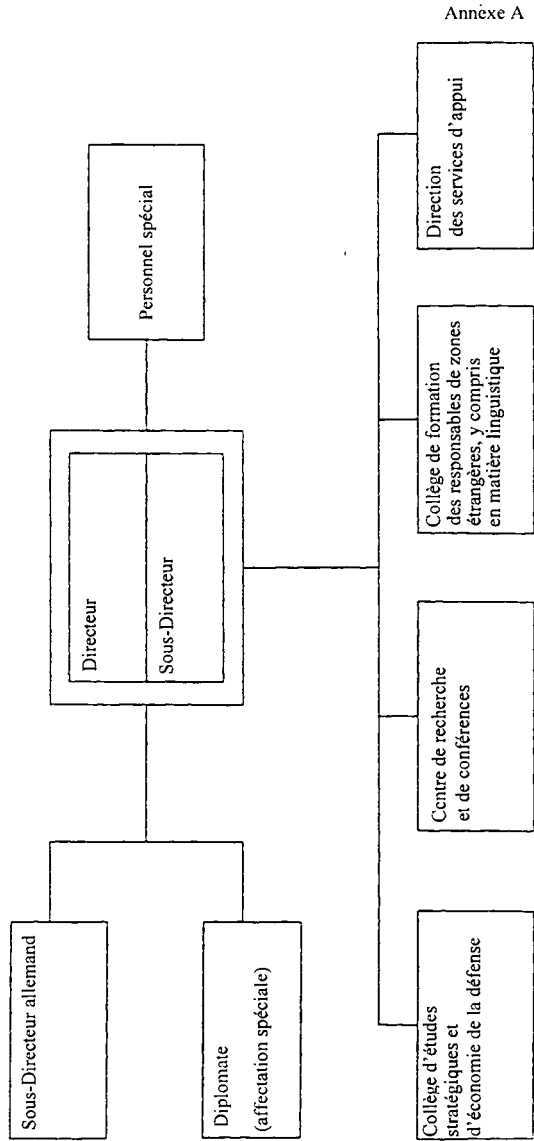 Annexe A
Sous-Directeur allemand
Diplomate
(affectation spéciale)
Directeur
Sous-Directeur
Personnel spécial
Collège d'études
stratégiques et
d'économie de la défense
Centre de recherche
et de conférences
Collège de formation
des responsables de zones
étrangères, y compris
en matière linguistique
Direction
des services d'appui